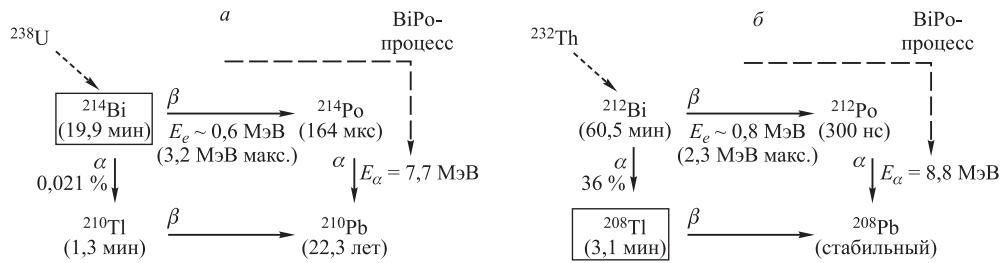 а
²³⁸U
BiPo-
процесс
²¹⁴Bi
(19,9 мин)
β
E_e ~ 0,6 МэВ
(3,2 МэВ макс.)
²¹⁴Po
(164 мкс)
α
0,021 %
α
E_α = 7,7 МэВ
²¹⁰Tl
(1,3 мин)
β
²¹⁰Pb
(22,3 лет)
б
²³²Th
BiPo-
процесс
²¹²Bi
(60,5 мин)
β
E_e ~ 0,8 МэВ
(2,3 МэВ макс.)
²¹²Po
(300 нс)
α
36 %
α
E_α = 8,8 МэВ
²⁰⁸Tl
(3,1 мин)
β
²⁰⁸Pb
(стабильный)